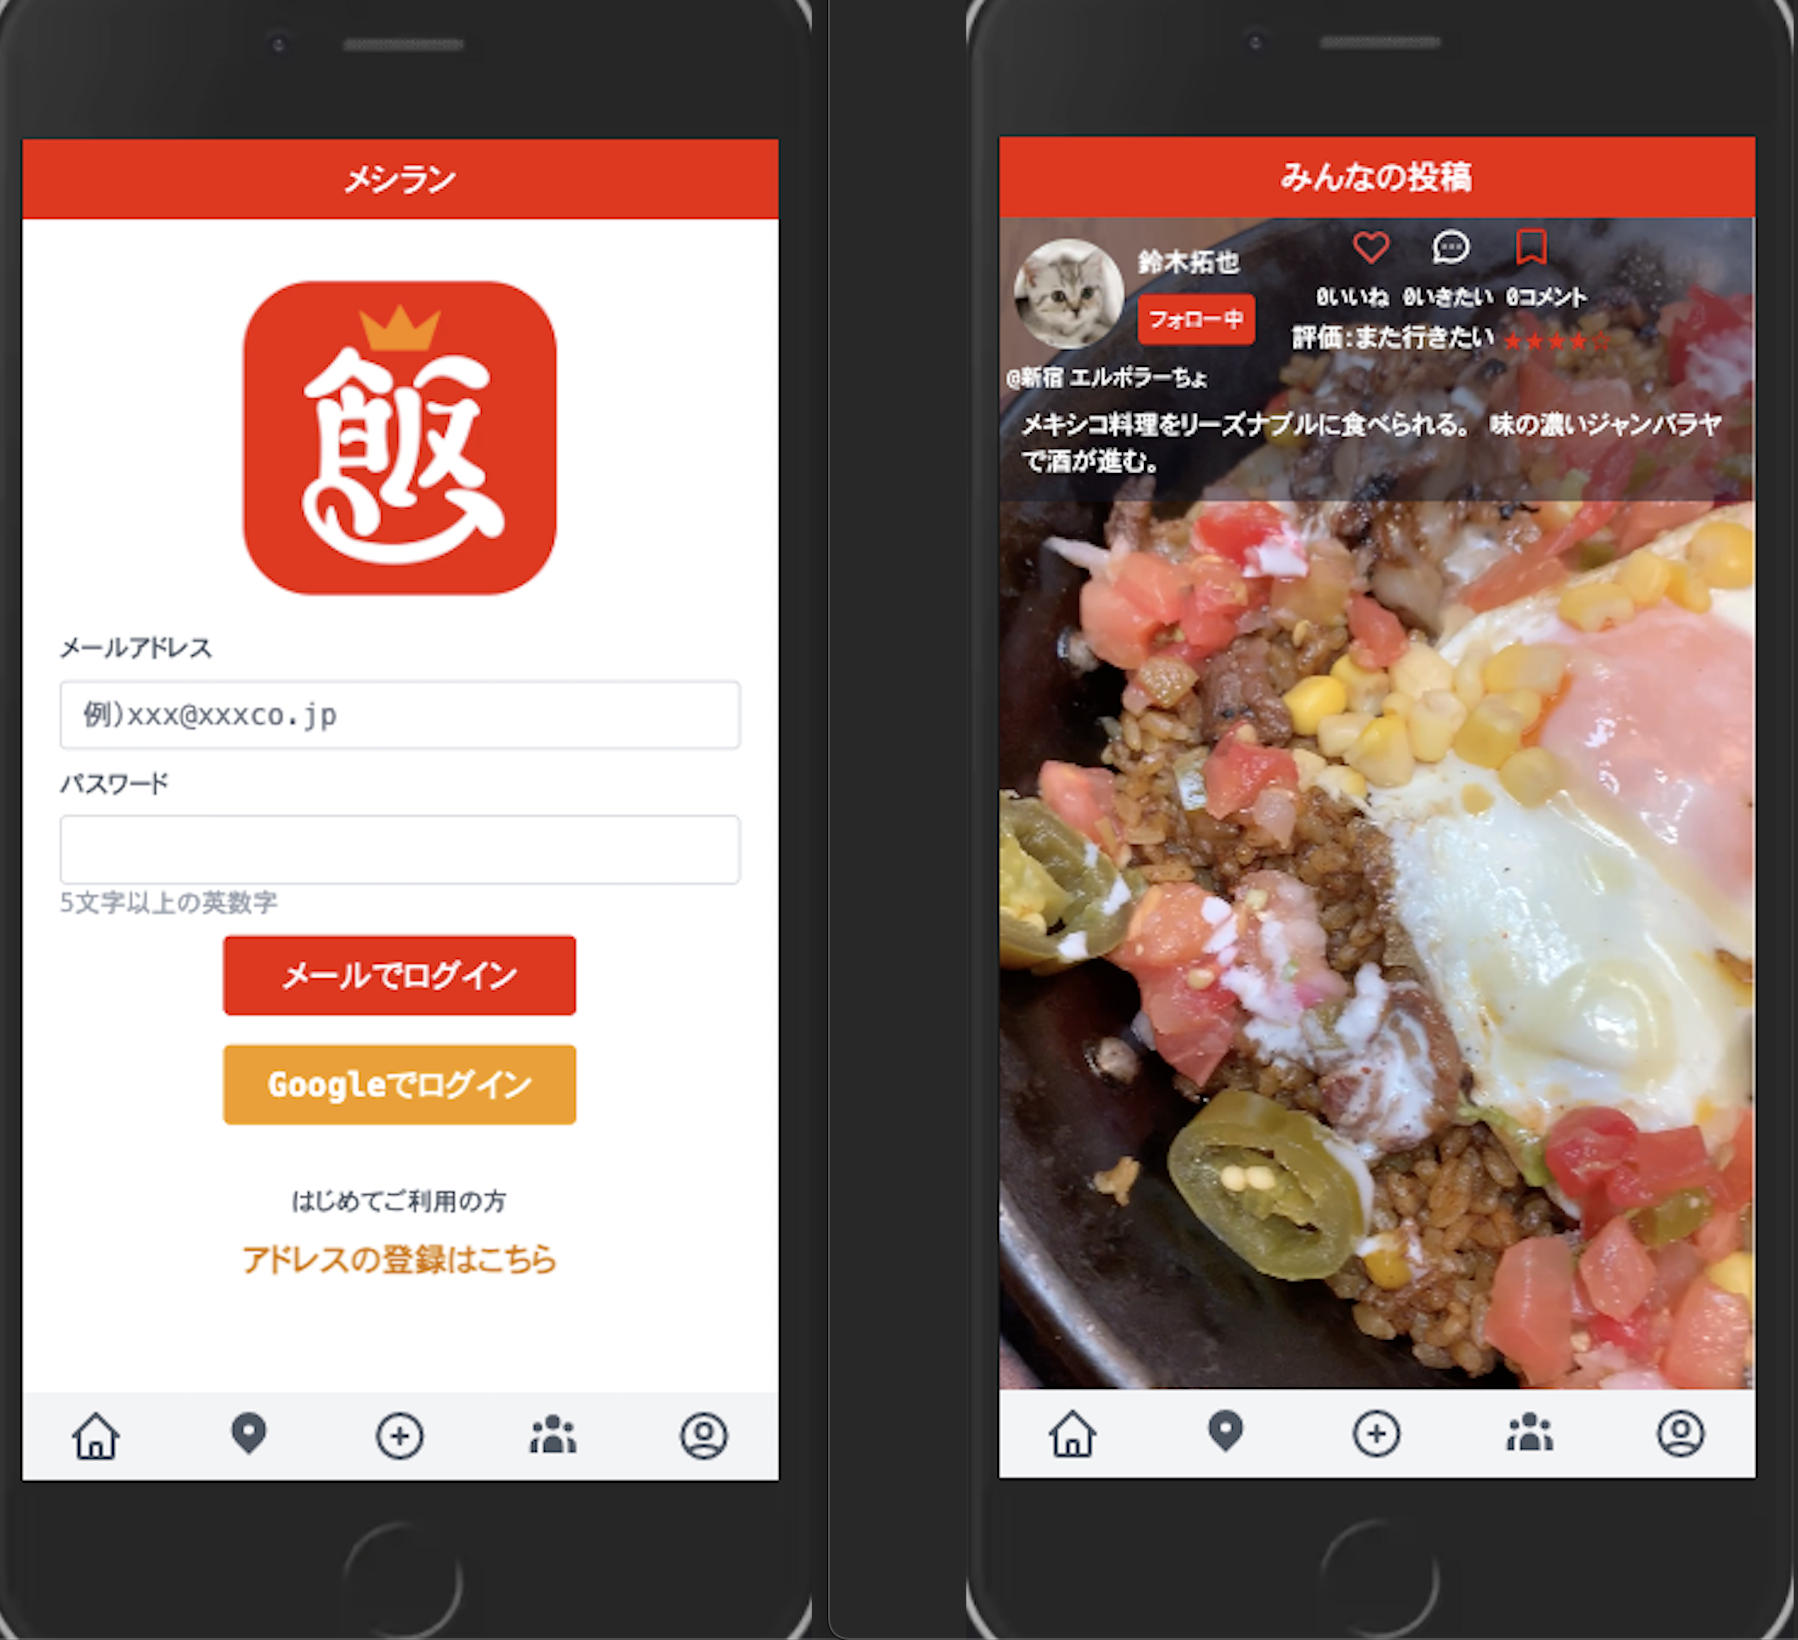 メシラン
飯
メールアドレス
例)xxx@xxxco.jp
パスワード
5文字以上の英数字
メールでログイン
Googleでログイン
はじめてご利用の方
アドレスの登録はこちら
みんなの投稿
鈴木拓也
フォロー中
0いいね 0いきたい 0コメント
評価:また行きたい ★★★★☆
@新宿 エルボラーちょ
メキシコ料理をリーズナブルに食べられる。 味の濃いジャンバラヤ
で酒が進む。